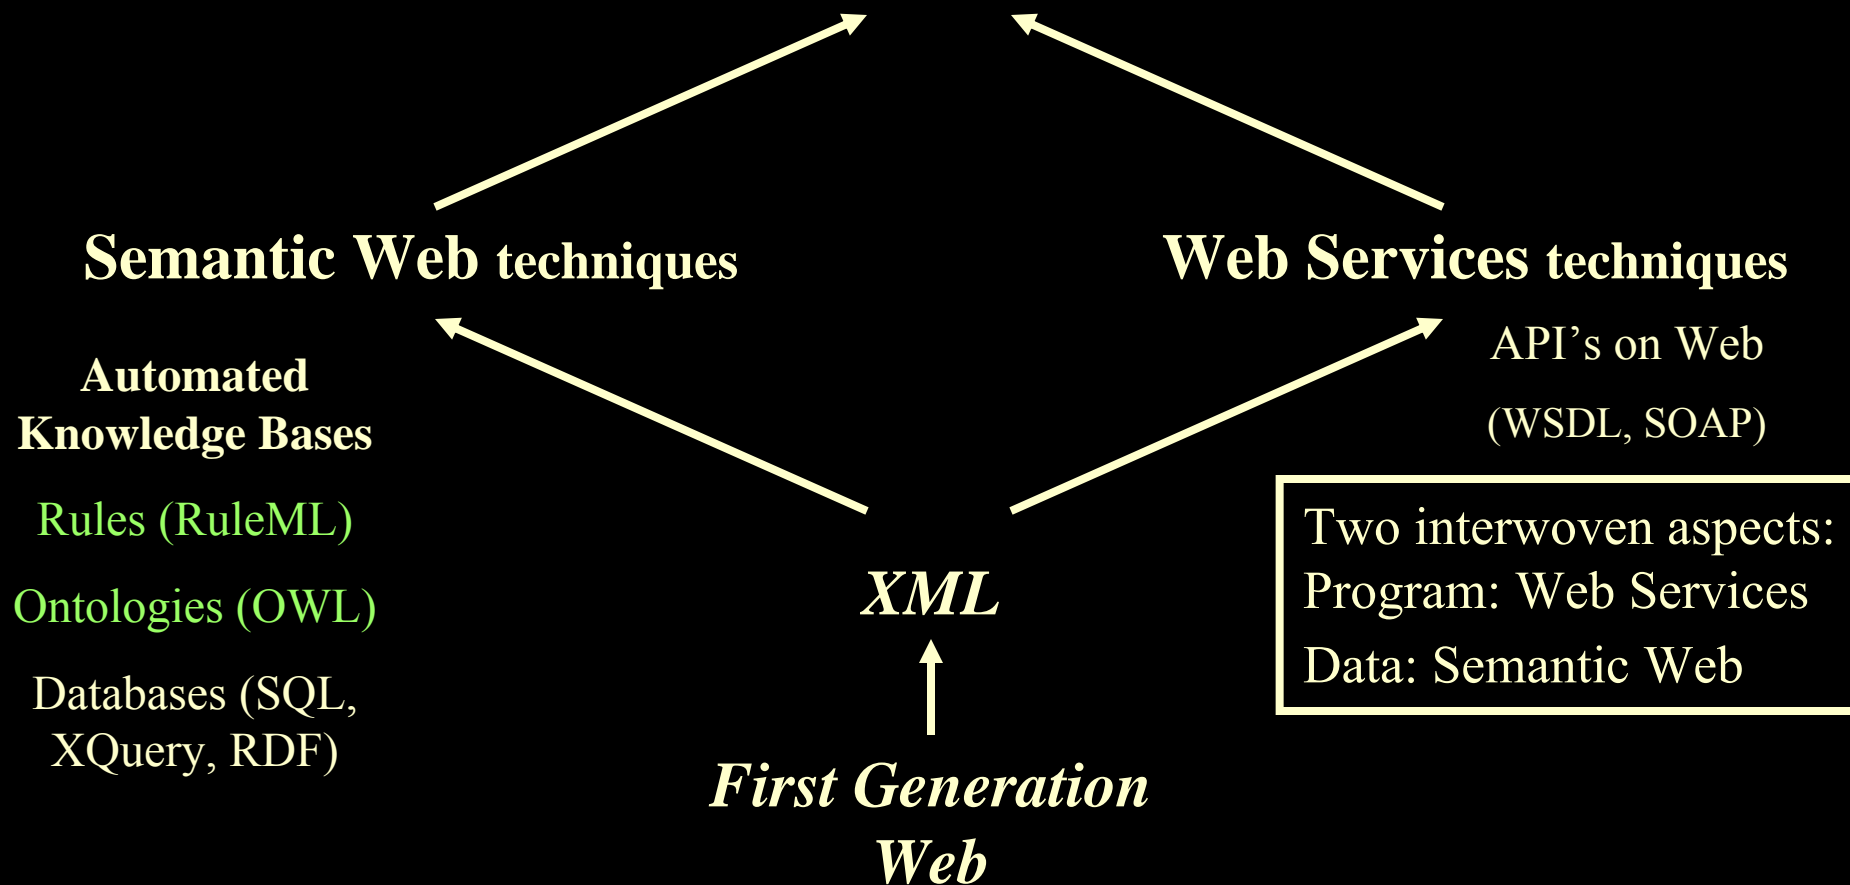 Semantic Web techniques
Web Services techniques
Automated
Knowledge Bases
Rules (RuleML)
Ontologies (OWL)
Databases (SQL,
XQuery, RDF)
API’s on Web
(WSDL, SOAP)
Two interwoven aspects:
Program: Web Services
Data: Semantic Web
XML
First Generation
Web